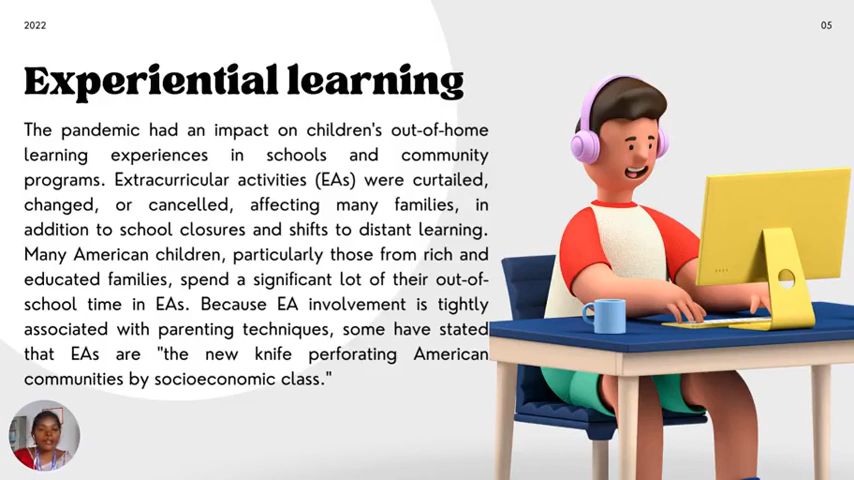 2022
05
Experiential learning
The pandemic had an impact on children's out-of-home
learning experiences in schools and community
programs. Extracurricular activities (EAs) were curtailed,
changed, or cancelled, affecting many families, in
addition to school closures and shifts to distant learning.
Many American children, particularly those from rich and
educated families, spend a significant lot of their out-of-
school time in EAs. Because EA involvement is tightly
associated with parenting techniques, some have stated
that EAs are "the new knife perforating American
communities by socioeconomic class."